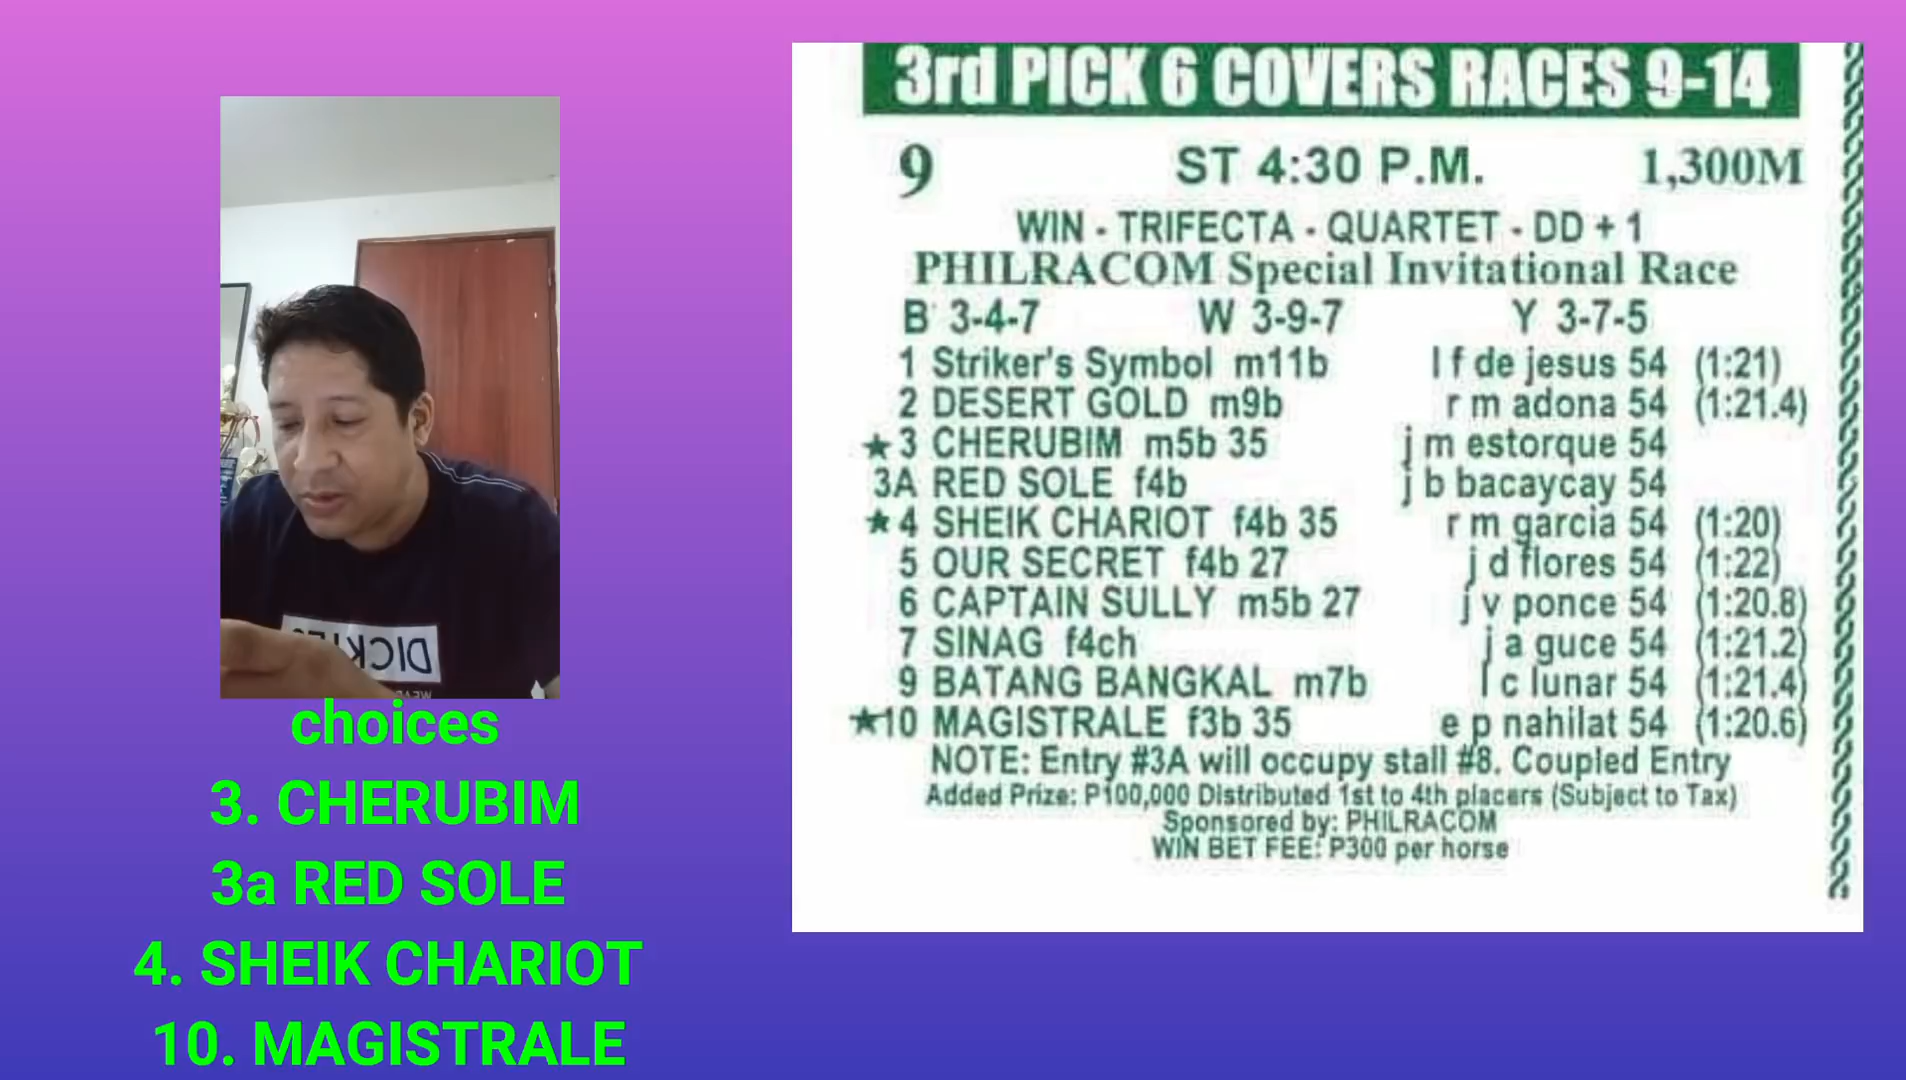 3rd PICK 6 COVERS RACES 9-14
9 ST 4:30 P.M. 1,300M
WIN - TRIFECTA - QUARTET - DD + 1
PHILRACOM Special Invitational Race
B 3-4-7 W 3-9-7 Y 3-7-5
1 Striker's Symbol m11b l f de jesus 54 (1:21)
2 DESERT GOLD m9b r m adona 54 (1:21.4)
★ 3 CHERUBIM m5b 35 j m estorque 54
3A RED SOLE f4b j b bacaycay 54
★ 4 SHEIK CHARIOT f4b 35 r m garcia 54 (1:20)
5 OUR SECRET f4b 27 j d flores 54 (1:22)
6 CAPTAIN SULLY m5b 27 j v ponce 54 (1:20.8)
7 SINAG f4ch j a guce 54 (1:21.2)
9 BATANG BANGKAL m7b l c lunar 54 (1:21.4)
★10 MAGISTRALE f3b 35 e p nahilat 54 (1:20.6)
NOTE: Entry #3A will occupy stall #8. Coupled Entry
Added Prize: P100,000 Distributed 1st to 4th placers (Subject to Tax)
Sponsored by: PHILRACOM
WIN BET FEE: P300 per horse
DICKIES
choices
3. CHERUBIM
3a RED SOLE
4. SHEIK CHARIOT
10. MAGISTRALE